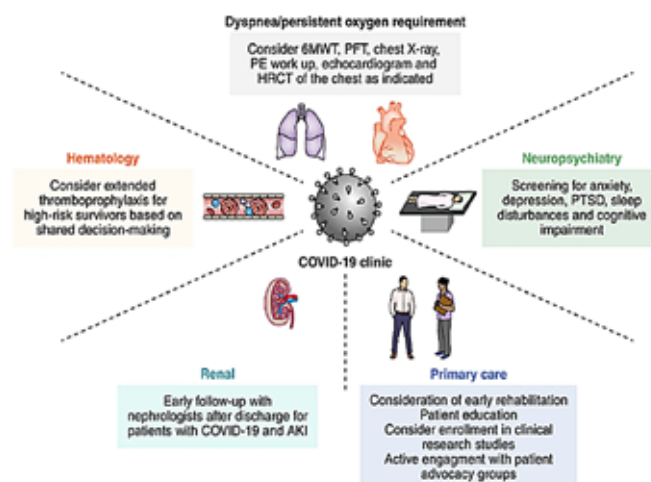 Dyspnea/persistent oxygen requirement
Consider 6MWT, PFT, chest X-ray,
PE work up, echocardiogram and
HRCT of the chest as indicated
Hematology
Consider extended
thromboprophylaxis for
high-risk survivors based on
shared decision-making
Neuropsychiatry
Screening for anxiety,
depression, PTSD, sleep
disturbances and cognitive
impairment
COVID-19 clinic
Renal
Early follow-up with
nephrologists after discharge for
patients with COVID-19 and AKI
Primary care
Consideration of early rehabilitation
Patient education
Consider enrollment in clinical
research studies
Active engagment with patient
advocacy groups